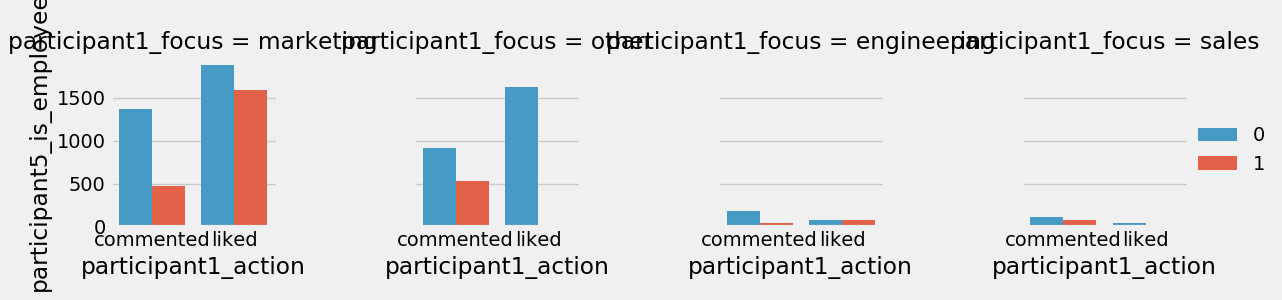 participant1_focus = marketing
participant1_focus = other
participant1_focus = engineering
participant1_focus = sales
participant5_is_employee
1500
1000
500
0
commented liked
commented liked
commented liked
commented liked
participant1_action
participant1_action
participant1_action
participant1_action
0
1